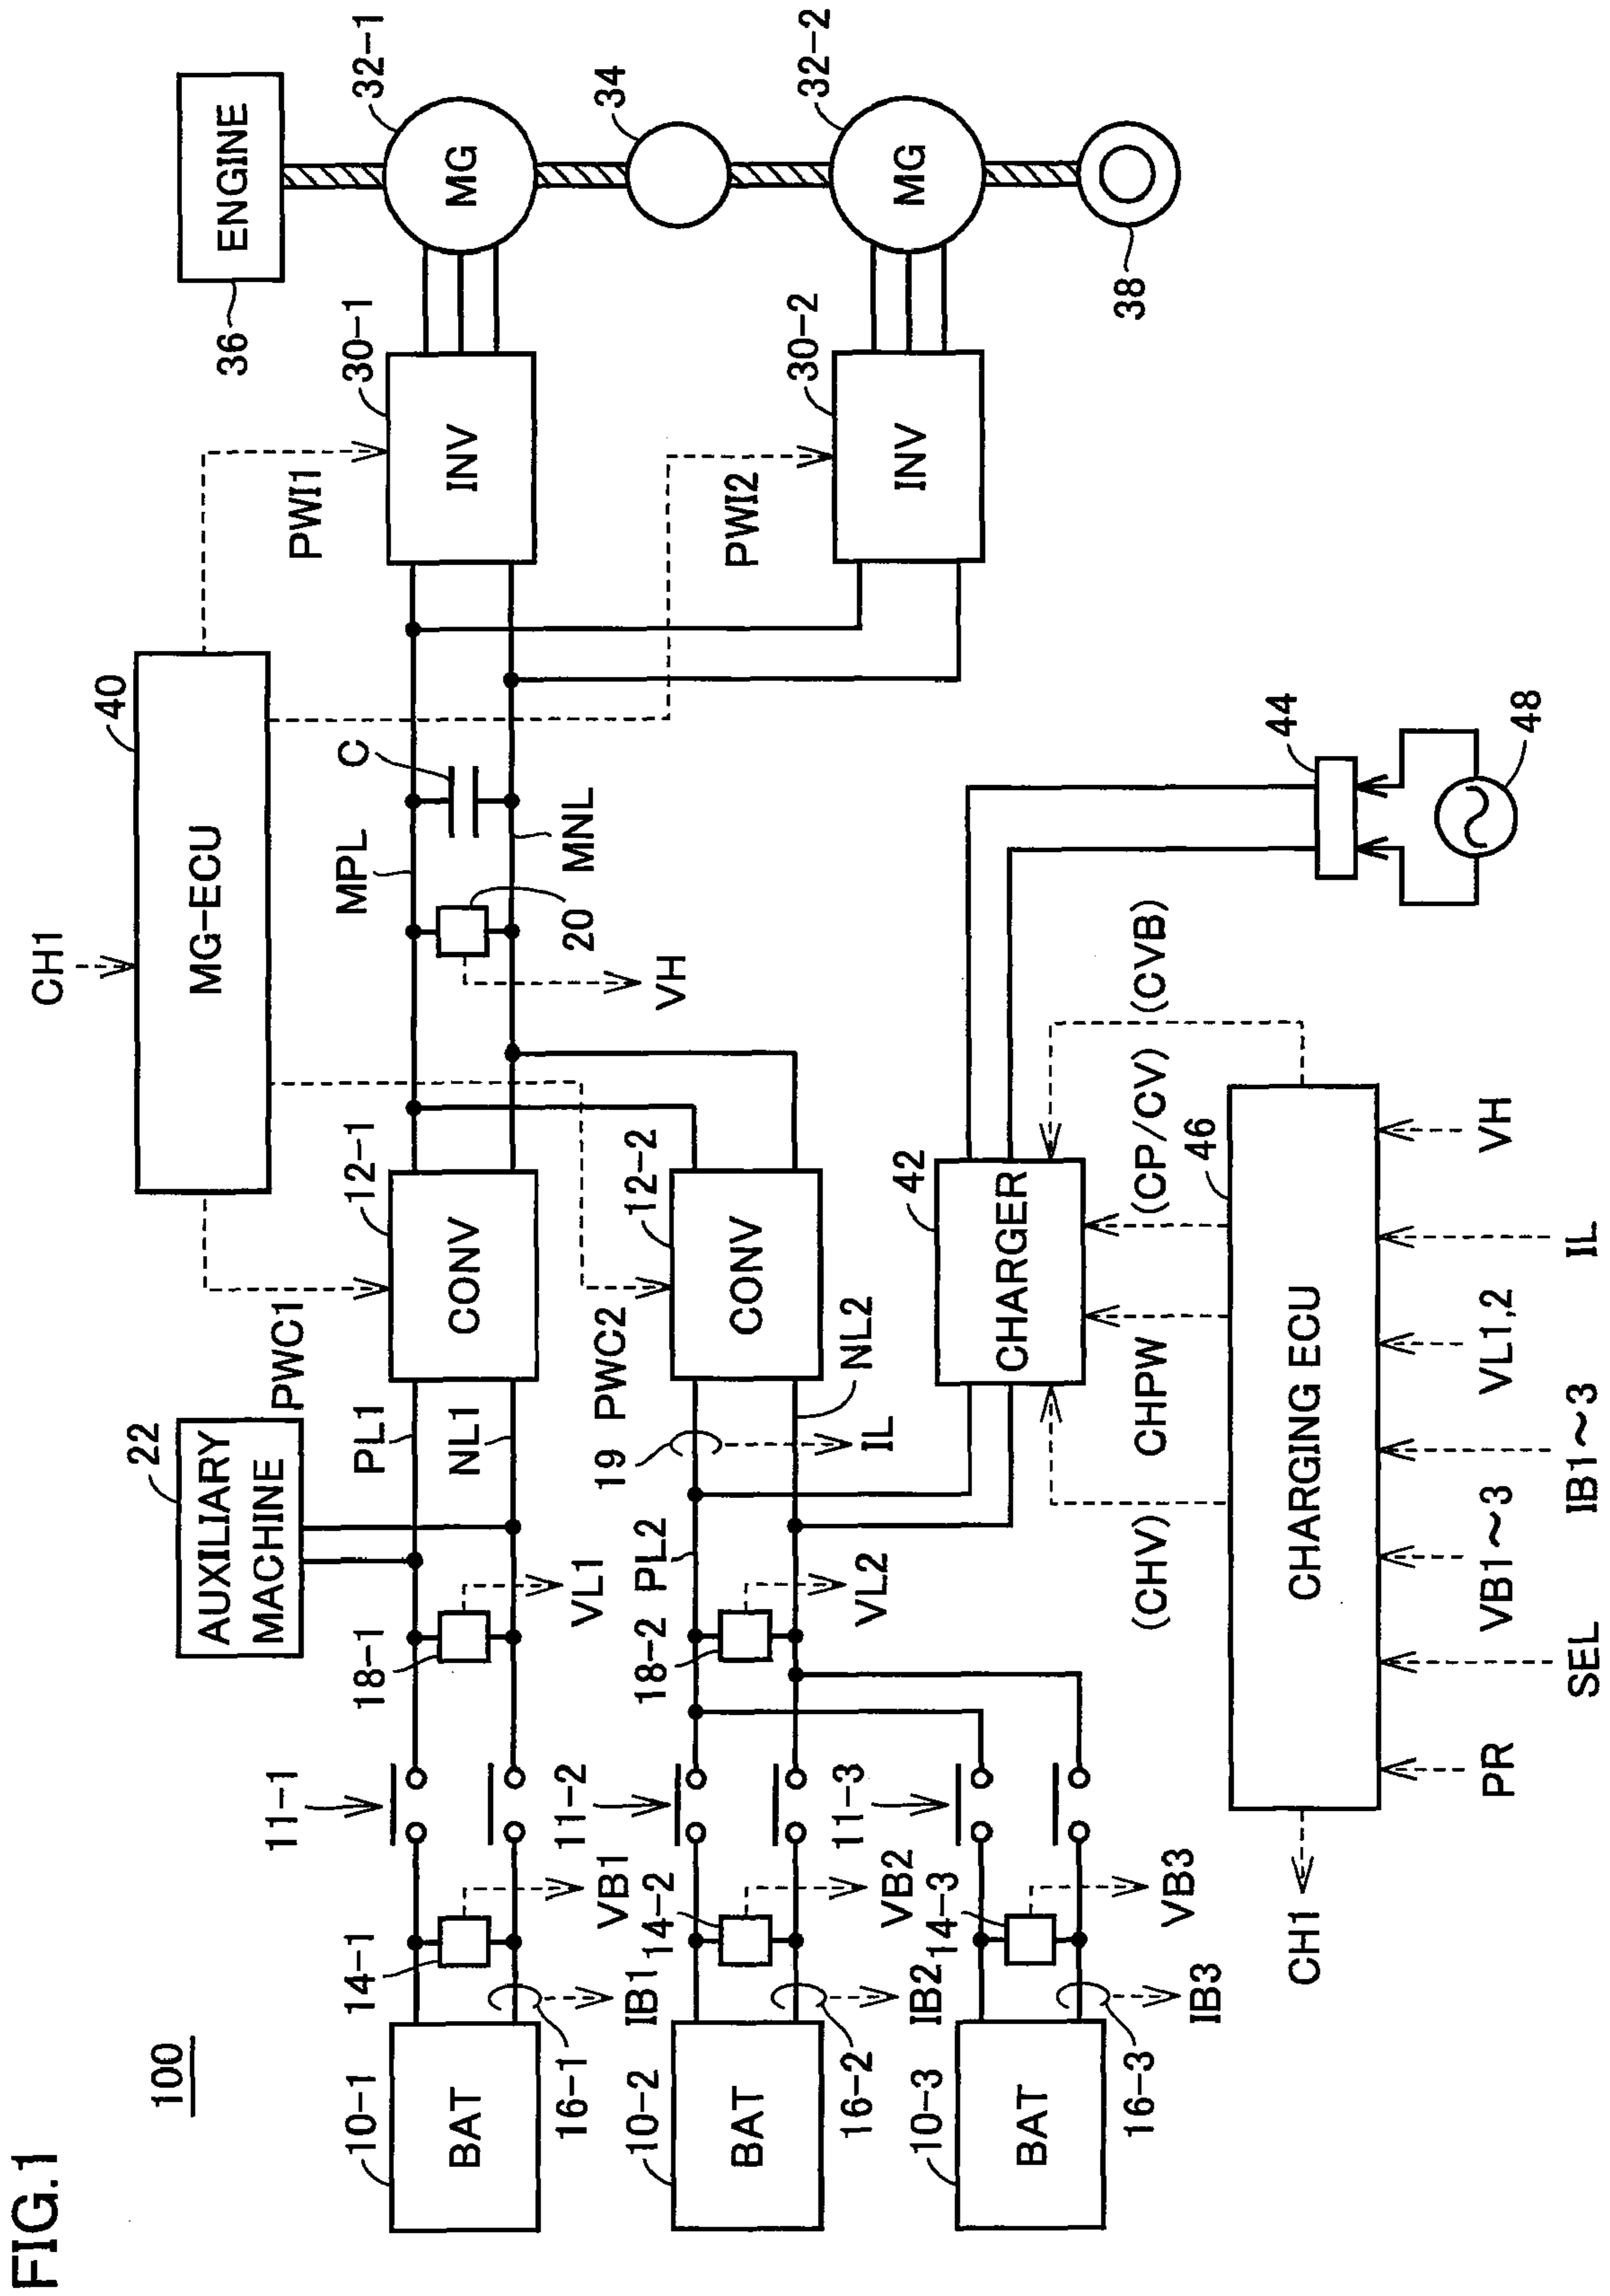 FIG.1
100
CH1
40
MG-ECU
36
ENGINE
22
AUXILIARY
MACHINE
PWC1
PWI1
10-1
BAT
14-1
16-1
IB1
VB1
11-1
18-1
VL1
PL1
NL1
12-1
CONV
MPL
MNL
20
VH
C
30-1
INV
32-1
MG
34
10-2
BAT
14-2
16-2
IB2
VB2
11-2
18-2
VL2
PL2
19
IL
NL2
PWC2
12-2
CONV
PWI2
30-2
INV
32-2
MG
38
10-3
BAT
14-3
16-3
IB3
VB3
11-3
42
CHARGER
44
48
(CHV)
CHPW
(CP/CV)
(CVB)
46
CHARGING ECU
CH1
PR
SEL
VB1~3
IB1~3
VL1,2
IL
VH